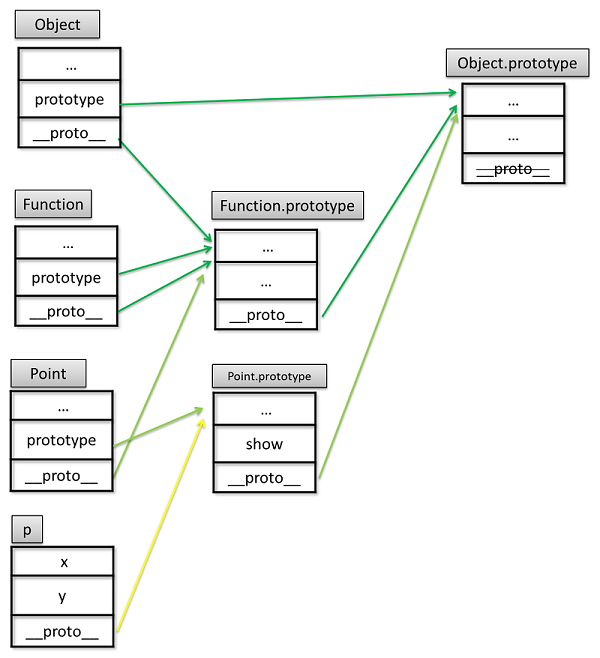 Object
...
prototype
__proto__
Object.prototype
...
...
__proto__
Function
...
prototype
__proto__
Function.prototype
...
...
__proto__
Point
...
prototype
__proto__
Point.prototype
...
show
__proto__
p
x
y
__proto__